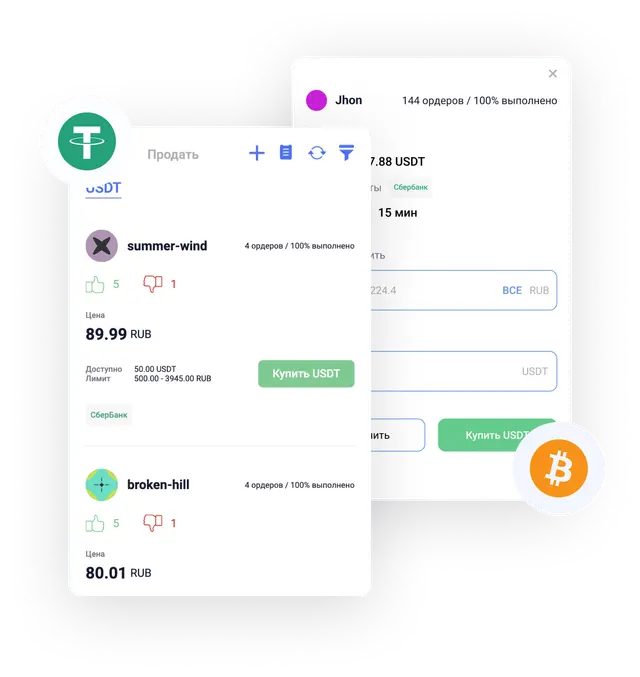 Jhon
144 ордеров / 100% выполнено
7.88 USDT
Сбербанк
15 мин
224.4 ВСЕ RUB
USDT
Купить USDT
Продать
USDT
summer-wind
4 ордеров / 100% выполнено
5 1
Цена
89.99 RUB
Доступно 50.00 USDT
Лимит 500.00 - 3945.00 RUB
Купить USDT
СберБанк
broken-hill
4 ордеров / 100% выполнено
5 1
Цена
80.01 RUB